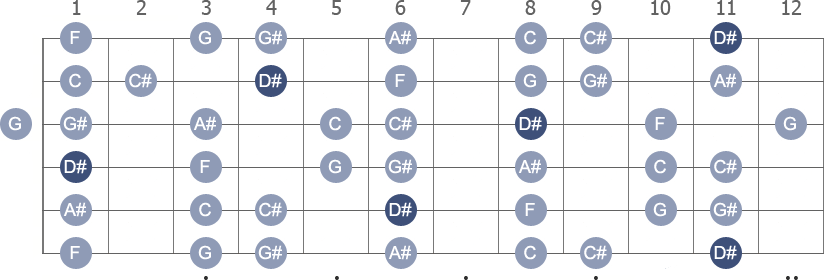 1 2 3 4 5 6 7 8 9 10 11 12
F G G# A# C C# D#
C C# D# F G G# A#
G G# A# C C# D# F G
D# F G G# A# C C#
A# C C# D# F G G#
F G G# A# C C# D#